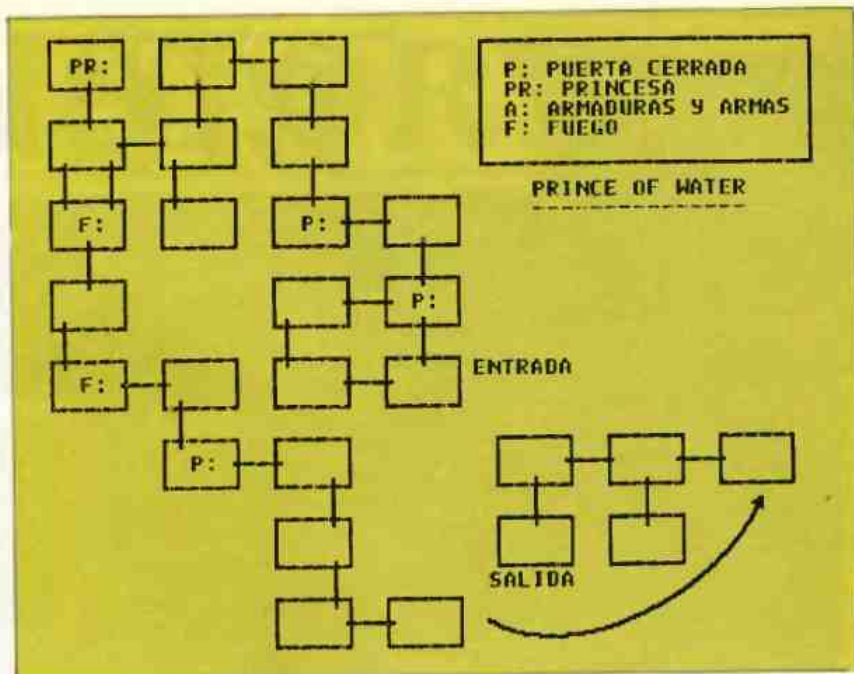 PR:
P: PUERTA CERRADA
PR: PRINCESA
A: ARMADURAS Y ARMAS
F: FUEGO
PRINCE OF WATER
F:
P:
P:
ENTRADA
F:
P:
SALIDA